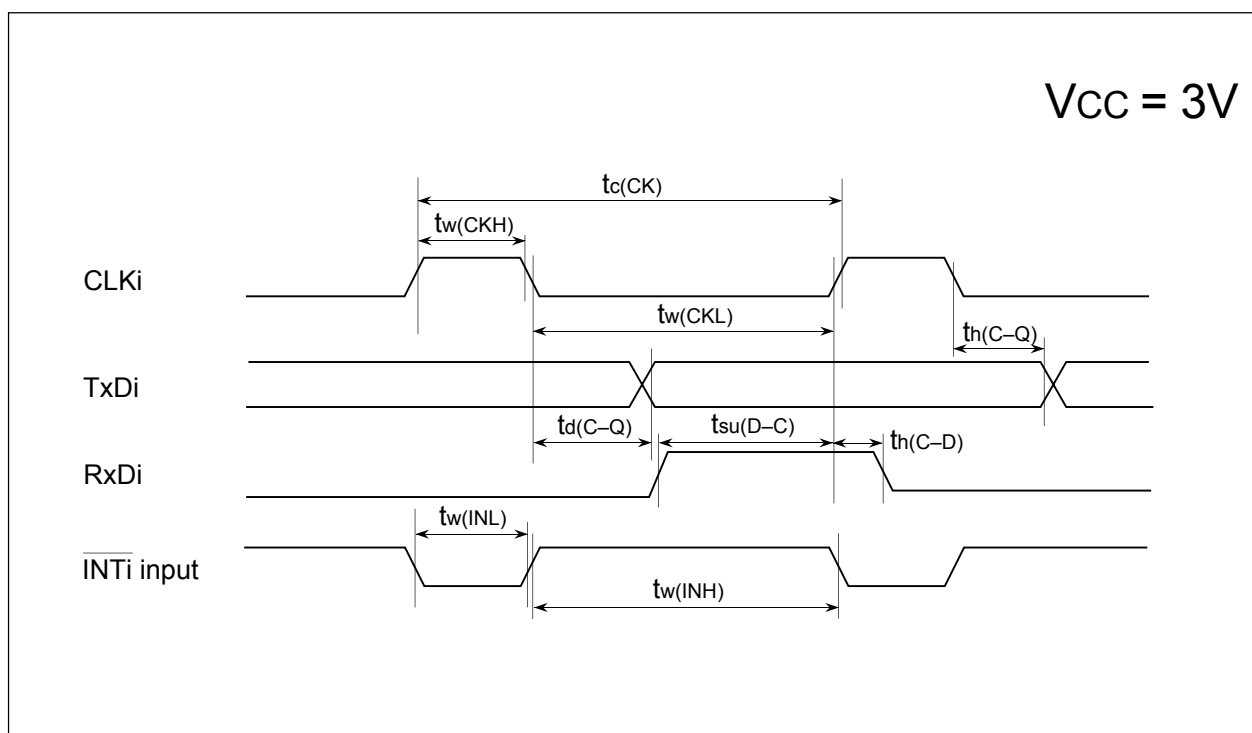 VCC = 3V
tc(CK)
tw(CKH)
CLKi
tw(CKL)
th(C–Q)
TxDi
td(C–Q)
tsu(D–C)
th(C–D)
RxDi
tw(INL)
INTi input
tw(INH)